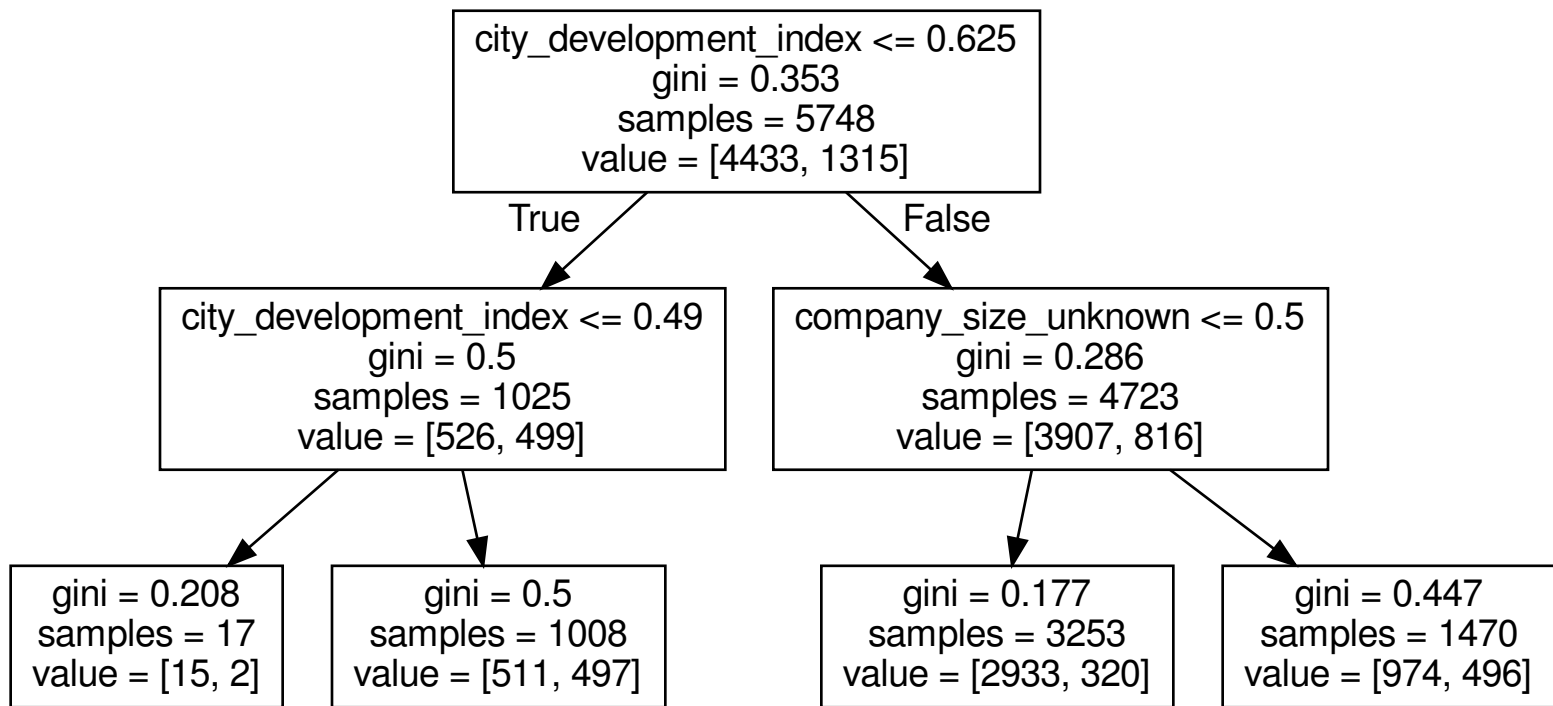 city_development_index <= 0.625
gini = 0.353
samples = 5748
value = [4433, 1315]
True
False
city_development_index <= 0.49
gini = 0.5
samples = 1025
value = [526, 499]
company_size_unknown <= 0.5
gini = 0.286
samples = 4723
value = [3907, 816]
gini = 0.208
samples = 17
value = [15, 2]
gini = 0.5
samples = 1008
value = [511, 497]
gini = 0.177
samples = 3253
value = [2933, 320]
gini = 0.447
samples = 1470
value = [974, 496]